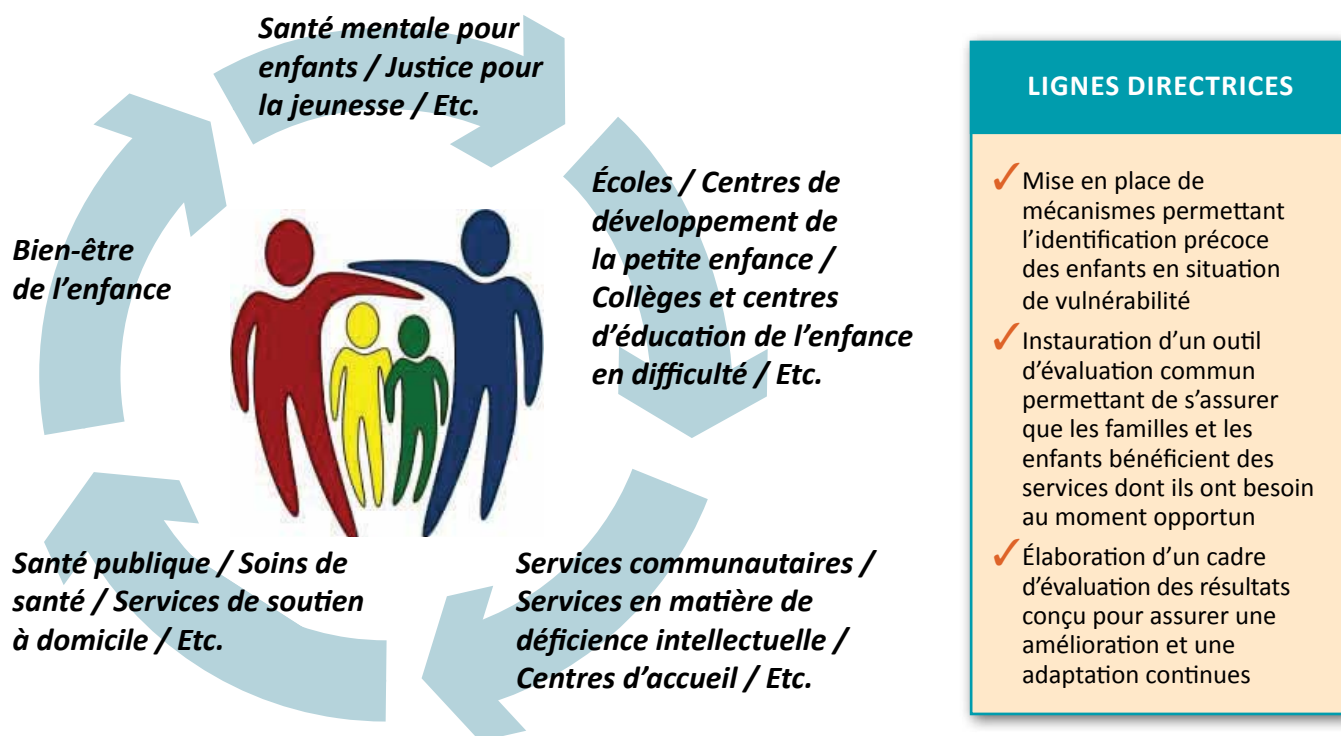 Santé mentale pour
enfants / Justice pour
la jeunesse / Etc.
Écoles / Centres de
développement de
la petite enfance /
Collèges et centres
d’éducation de l’enfance
en difficulté / Etc.
Services communautaires /
Services en matière de
déficience intellectuelle /
Centres d’accueil / Etc.
Santé publique / Soins de
santé / Services de soutien
à domicile / Etc.
Bien-être
de l’enfance
LIGNES DIRECTRICES
✓ Mise en place de
mécanismes permettant
l’identification précoce
des enfants en situation
de vulnérabilité
✓ Instauration d’un outil
d’évaluation commun
permettant de s’assurer
que les familles et les
enfants bénéficient des
services dont ils ont besoin
au moment opportun
✓ Élaboration d’un cadre
d’évaluation des résultats
conçu pour assurer une
amélioration et une
adaptation continues